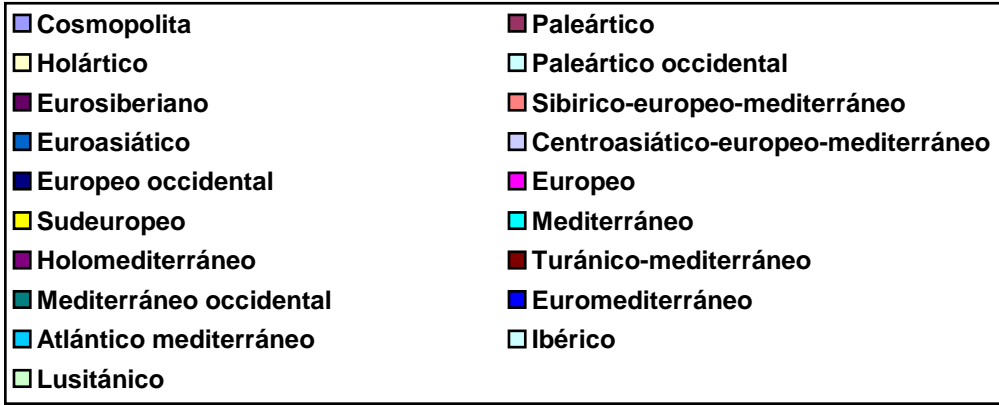 Cosmopolita Paleártico
Holártico Paleártico occidental
Eurosiberiano Sibirico-europeo-mediterráneo
Euroasiático Centroasiático-europeo-mediterráneo
Europeo occidental Europeo
Sudeuropeo Mediterráneo
Holomediterráneo Turánico-mediterráneo
Mediterráneo occidental Euromediterráneo
Atlántico mediterráneo Ibérico
Lusitánico